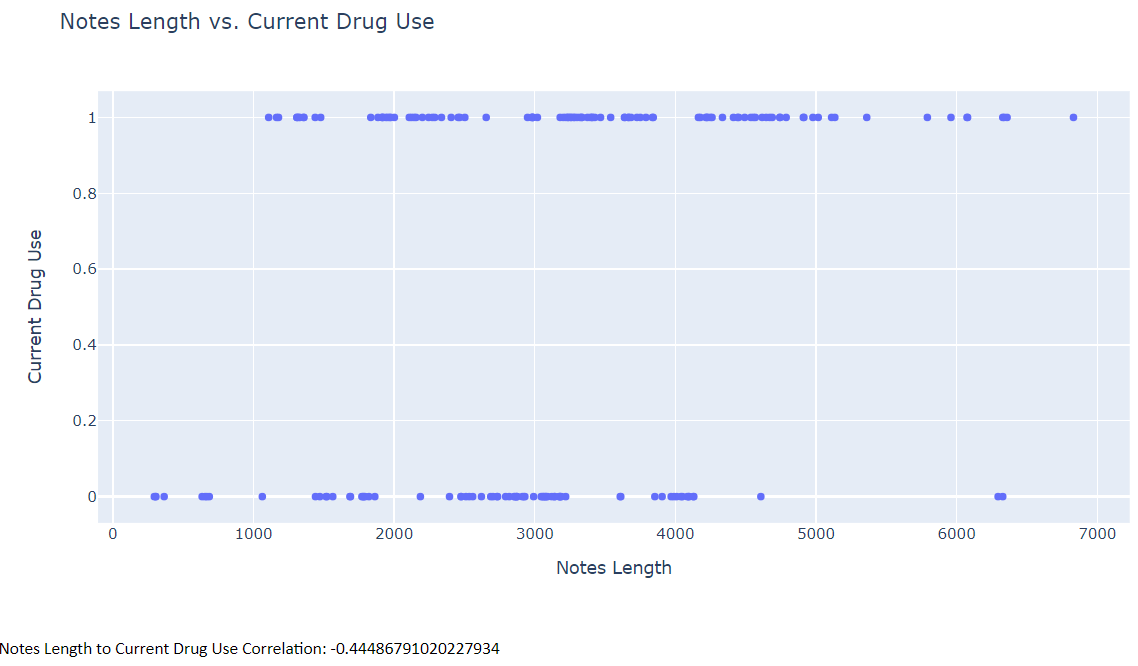 Notes Length vs. Current Drug Use
1
0.8
0.6
0.4
0.2
0
Current Drug Use
0 1000 2000 3000 4000 5000 6000 7000
Notes Length
Notes Length to Current Drug Use Correlation: -0.44486791020227934